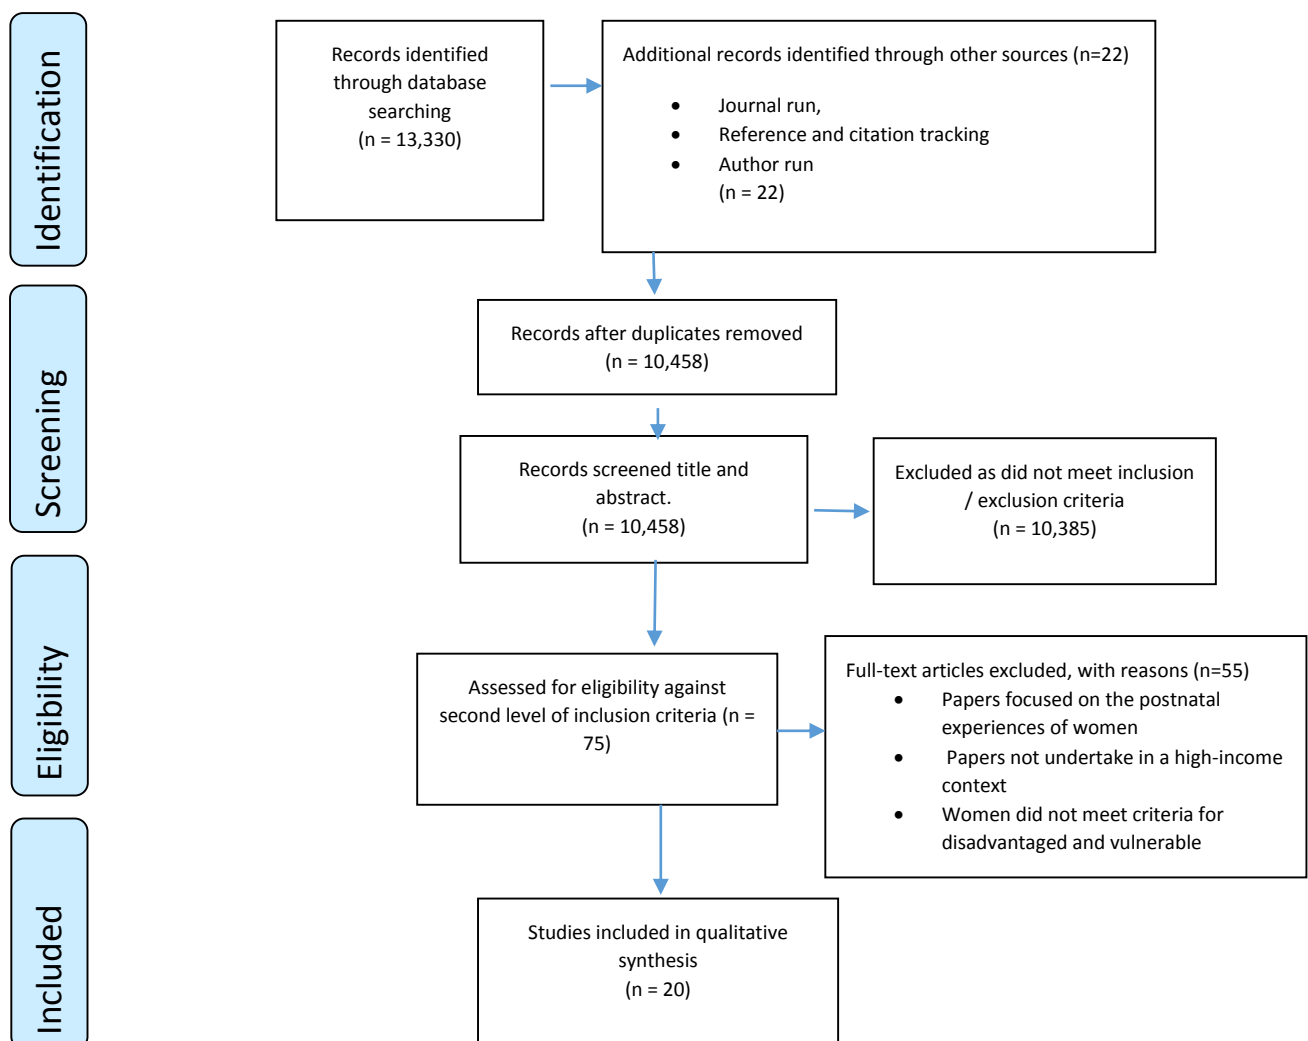 Identification
Records identified
through database
searching
(n = 13,330)
Additional records identified through other sources (n=22)
• Journal run,
• Reference and citation tracking
• Author run
(n = 22)
Screening
Records after duplicates removed
(n = 10,458)
Records screened title and
abstract.
(n = 10,458)
Excluded as did not meet inclusion
/ exclusion criteria
(n = 10,385)
Eligibility
Assessed for eligibility against
second level of inclusion criteria (n =
75)
Full-text articles excluded, with reasons (n=55)
• Papers focused on the postnatal
experiences of women
• Papers not undertake in a high-income
context
• Women did not meet criteria for
disadvantaged and vulnerable
Included
Studies included in qualitative
synthesis
(n = 20)